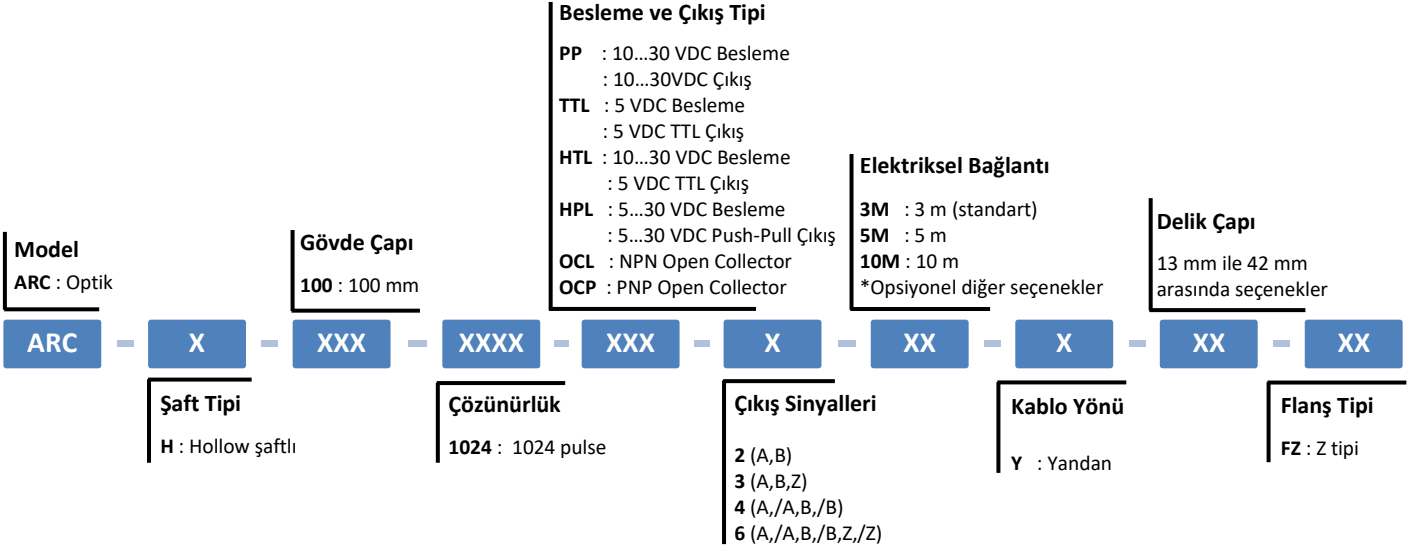 Besleme ve Çıkış Tipi
PP : 10...30 VDC Besleme
: 10...30VDC Çıkış
TTL : 5 VDC Besleme
: 5 VDC TTL Çıkış
HTL : 10...30 VDC Besleme
: 5 VDC TTL Çıkış
HPL : 5...30 VDC Besleme
: 5...30 VDC Push-Pull Çıkış
OCL : NPN Open Collector
OCP : PNP Open Collector
Elektriksel Bağlantı
3M : 3 m (standart)
5M : 5 m
10M : 10 m
*Opsiyonel diğer seçenekler
Model
ARC : Optik
Gövde Çapı
100 : 100 mm
Delik Çapı
13 mm ile 42 mm
arasında seçenekler
ARC - X - XXX - XXXX - XXX - X - XX - X - XX - XX
Şaft Tipi
H : Hollow şaftlı
Çözünürlük
1024 : 1024 pulse
Çıkış Sinyalleri
2 (A,B)
3 (A,B,Z)
4 (A,/A,B,/B)
6 (A,/A,B,/B,Z,/Z)
Kablo Yönü
Y : Yandan
Flanş Tipi
FZ : Z tipi